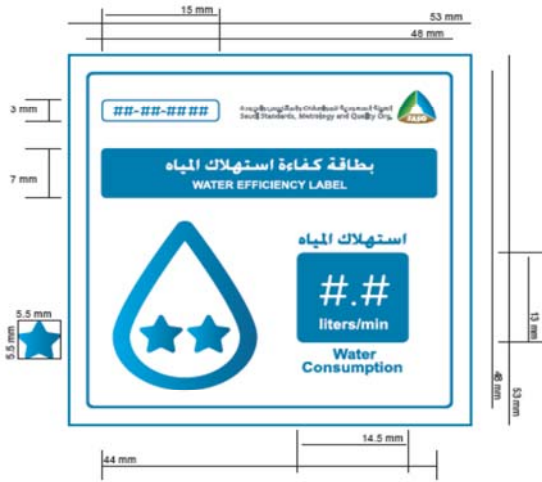 15 mm
53 mm
48 mm
3 mm
##-##-####
Saudi Standards, Metrology and Quality Org.
SASO
7 mm
بطاقة كفاءة استهلاك المياه
WATER EFFICIENCY LABEL
استهلاك المياه
#.#
liters/min
Water
Consumption
5.5 mm
5.5 mm
13 mm
48 mm
53 mm
14.5 mm
44 mm